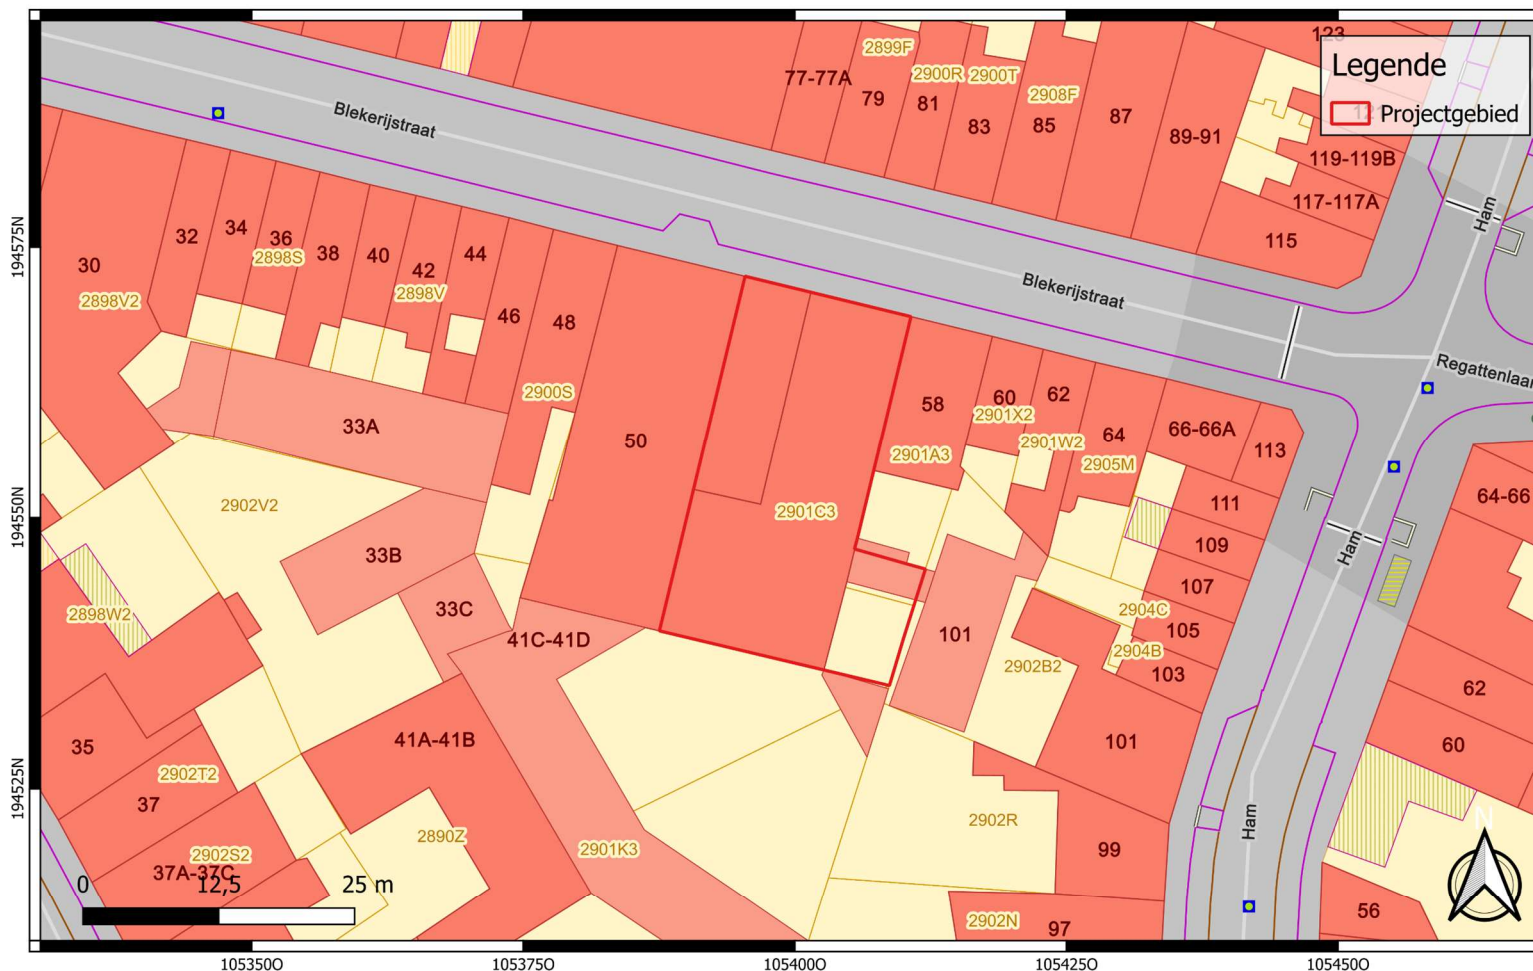 123
Legende
Projectgebied
121
77-77A
2899F
79
2900R
81
2900T
83
2908F
85
87
89-91
119-119B
117-117A
115
Blekerijstraat
Ham
Blekerijstraat
Regattenlaan
30
2898V2
32
34
36
2898S
38
40
42
2898V
44
46
48
2900S
50
33A
58
2901A3
60
2901X2
62
2901W2
64
2905M
66-66A
113
111
109
107
2904C
105
2904B
103
2902V2
33B
33C
2901C3
101
2902B2
101
Ham
64-66
62
60
2898W2
41C-41D
41A-41B
35
2902T2
37
2902S2
37A-37C
2890Z
2901K3
2902R
99
2902N
97
Ham
56
N
0 12,5 25 m
194575N
194550N
194525N
105350O
105375O
105400O
105425O
105450O